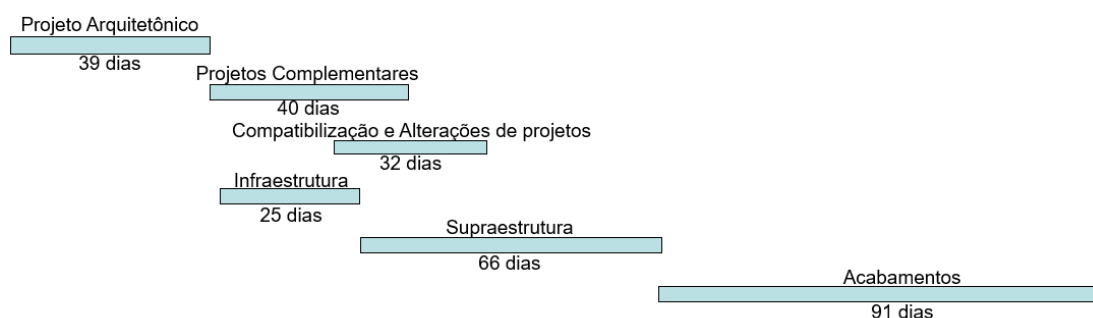 Projeto Arquitetônico
39 dias
Projetos Complementares
40 dias
Compatibilização e Alterações de projetos
32 dias
Infraestrutura
25 dias
Supraestrutura
66 dias
Acabamentos
91 dias